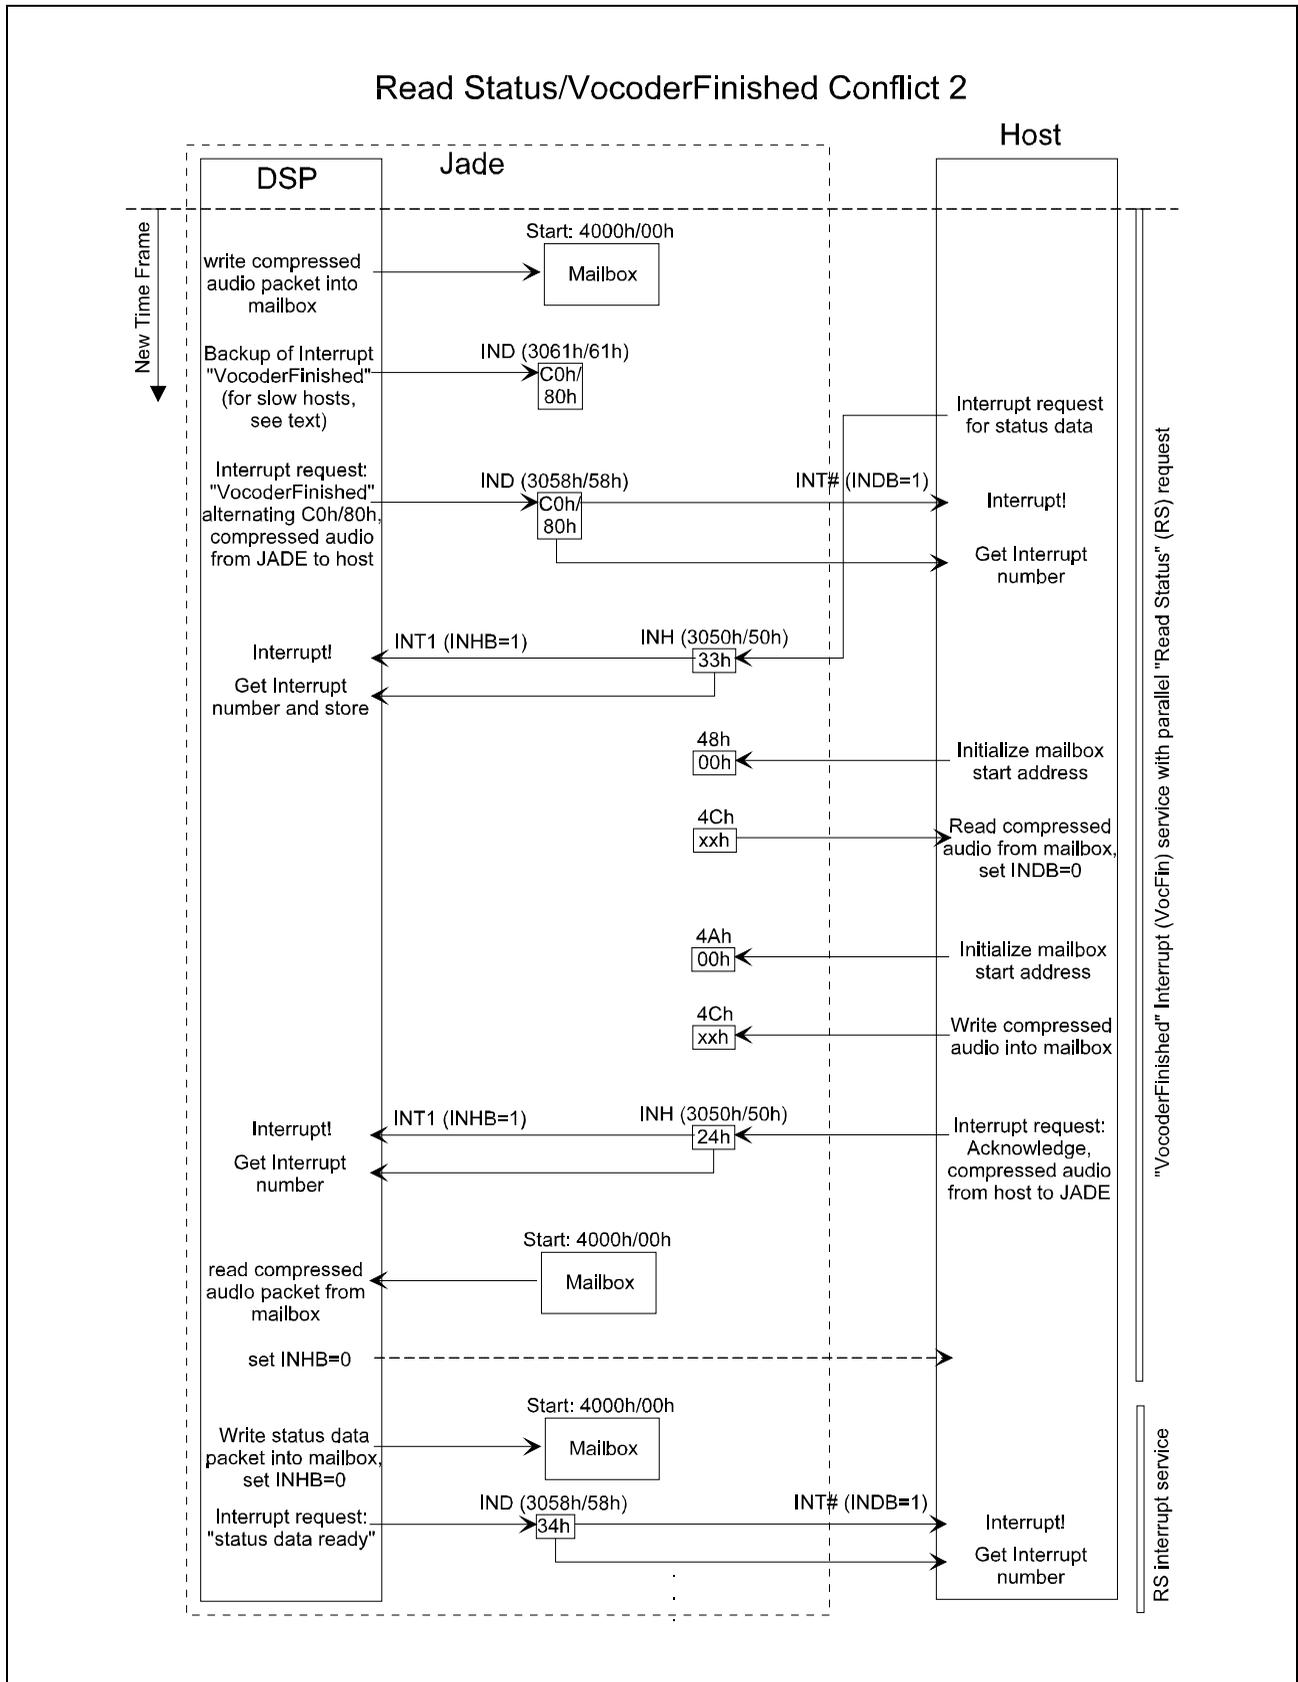 Read Status/VocoderFinished Conflict 2
Host
Jade
DSP
New Time Frame
Start: 4000h/00h
write compressed
audio packet into
mailbox
Mailbox
Backup of Interrupt
"VocoderFinished"
(for slow hosts,
see text)
IND (3061h/61h)
C0h/
80h
Interrupt request
for status data
Interrupt request:
"VocoderFinished"
alternating C0h/80h,
compressed audio
from JADE to host
IND (3058h/58h)
C0h/
80h
INT# (INDB=1)
Interrupt!
Get Interrupt
number
Interrupt!
INT1 (INHB=1)
INH (3050h/50h)
33h
Get Interrupt
number and store
48h
00h
Initialize mailbox
start address
4Ch
xxh
Read compressed
audio from mailbox,
set INDB=0
4Ah
00h
Initialize mailbox
start address
4Ch
xxh
Write compressed
audio into mailbox
Interrupt!
INT1 (INHB=1)
INH (3050h/50h)
24h
Interrupt request:
Acknowledge,
compressed audio
from host to JADE
Get Interrupt
number
Start: 4000h/00h
read compressed
audio packet from
mailbox
Mailbox
set INHB=0
"VocoderFinished" Interrupt (VocFin) service with parallel "Read Status" (RS) request
Start: 4000h/00h
Write status data
packet into mailbox,
set INHB=0
Mailbox
Interrupt request:
"status data ready"
IND (3058h/58h)
34h
INT# (INDB=1)
Interrupt!
Get Interrupt
number
RS interrupt service